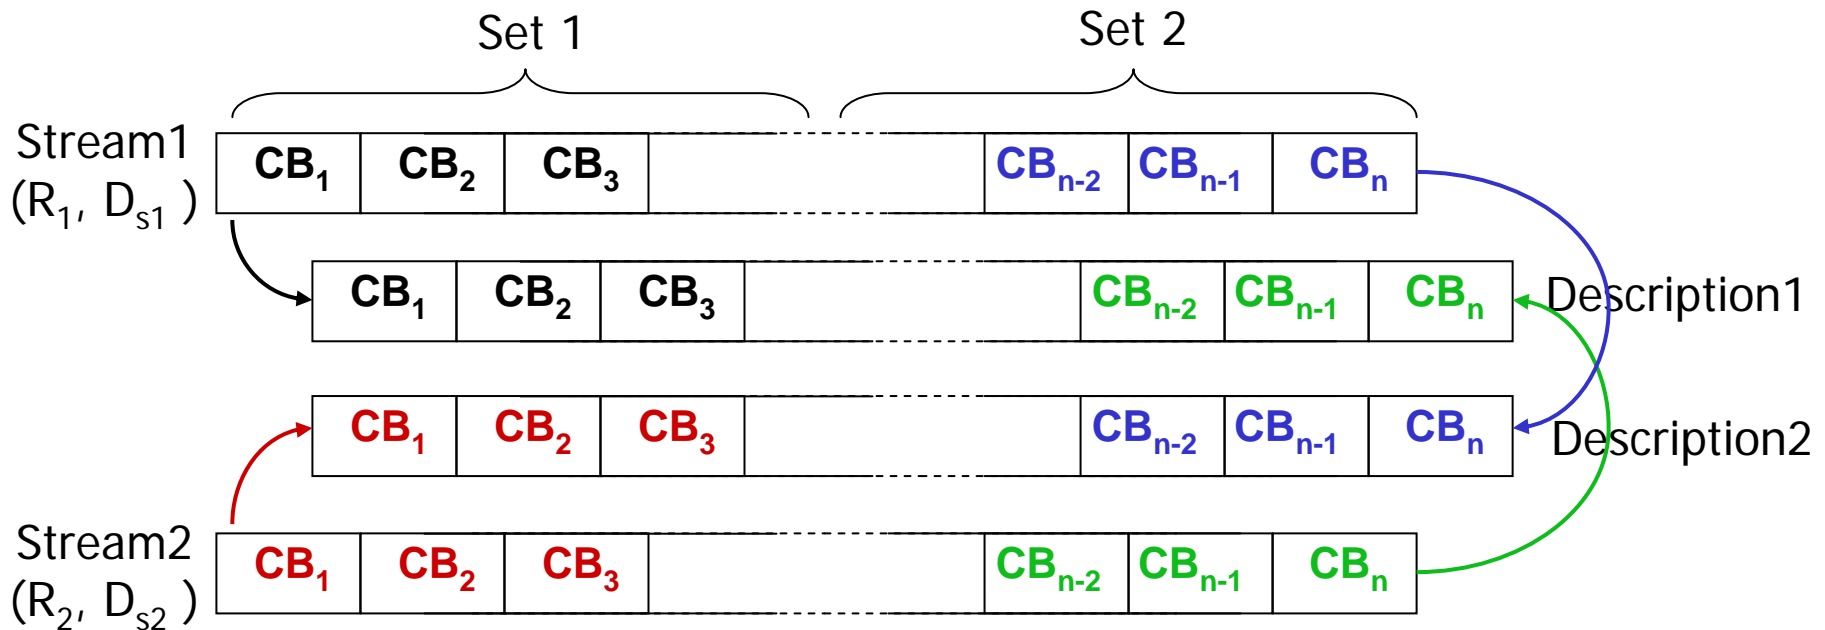 Set 1 Set 2
Stream1
(R1, Ds1 )
CB1 CB2 CB3 CBn-2 CBn-1 CBn
CB1 CB2 CB3 CBn-2 CBn-1 CBn Description1
CB1 CB2 CB3 CBn-2 CBn-1 CBn Description2
Stream2
(R2, Ds2 )
CB1 CB2 CB3 CBn-2 CBn-1 CBn